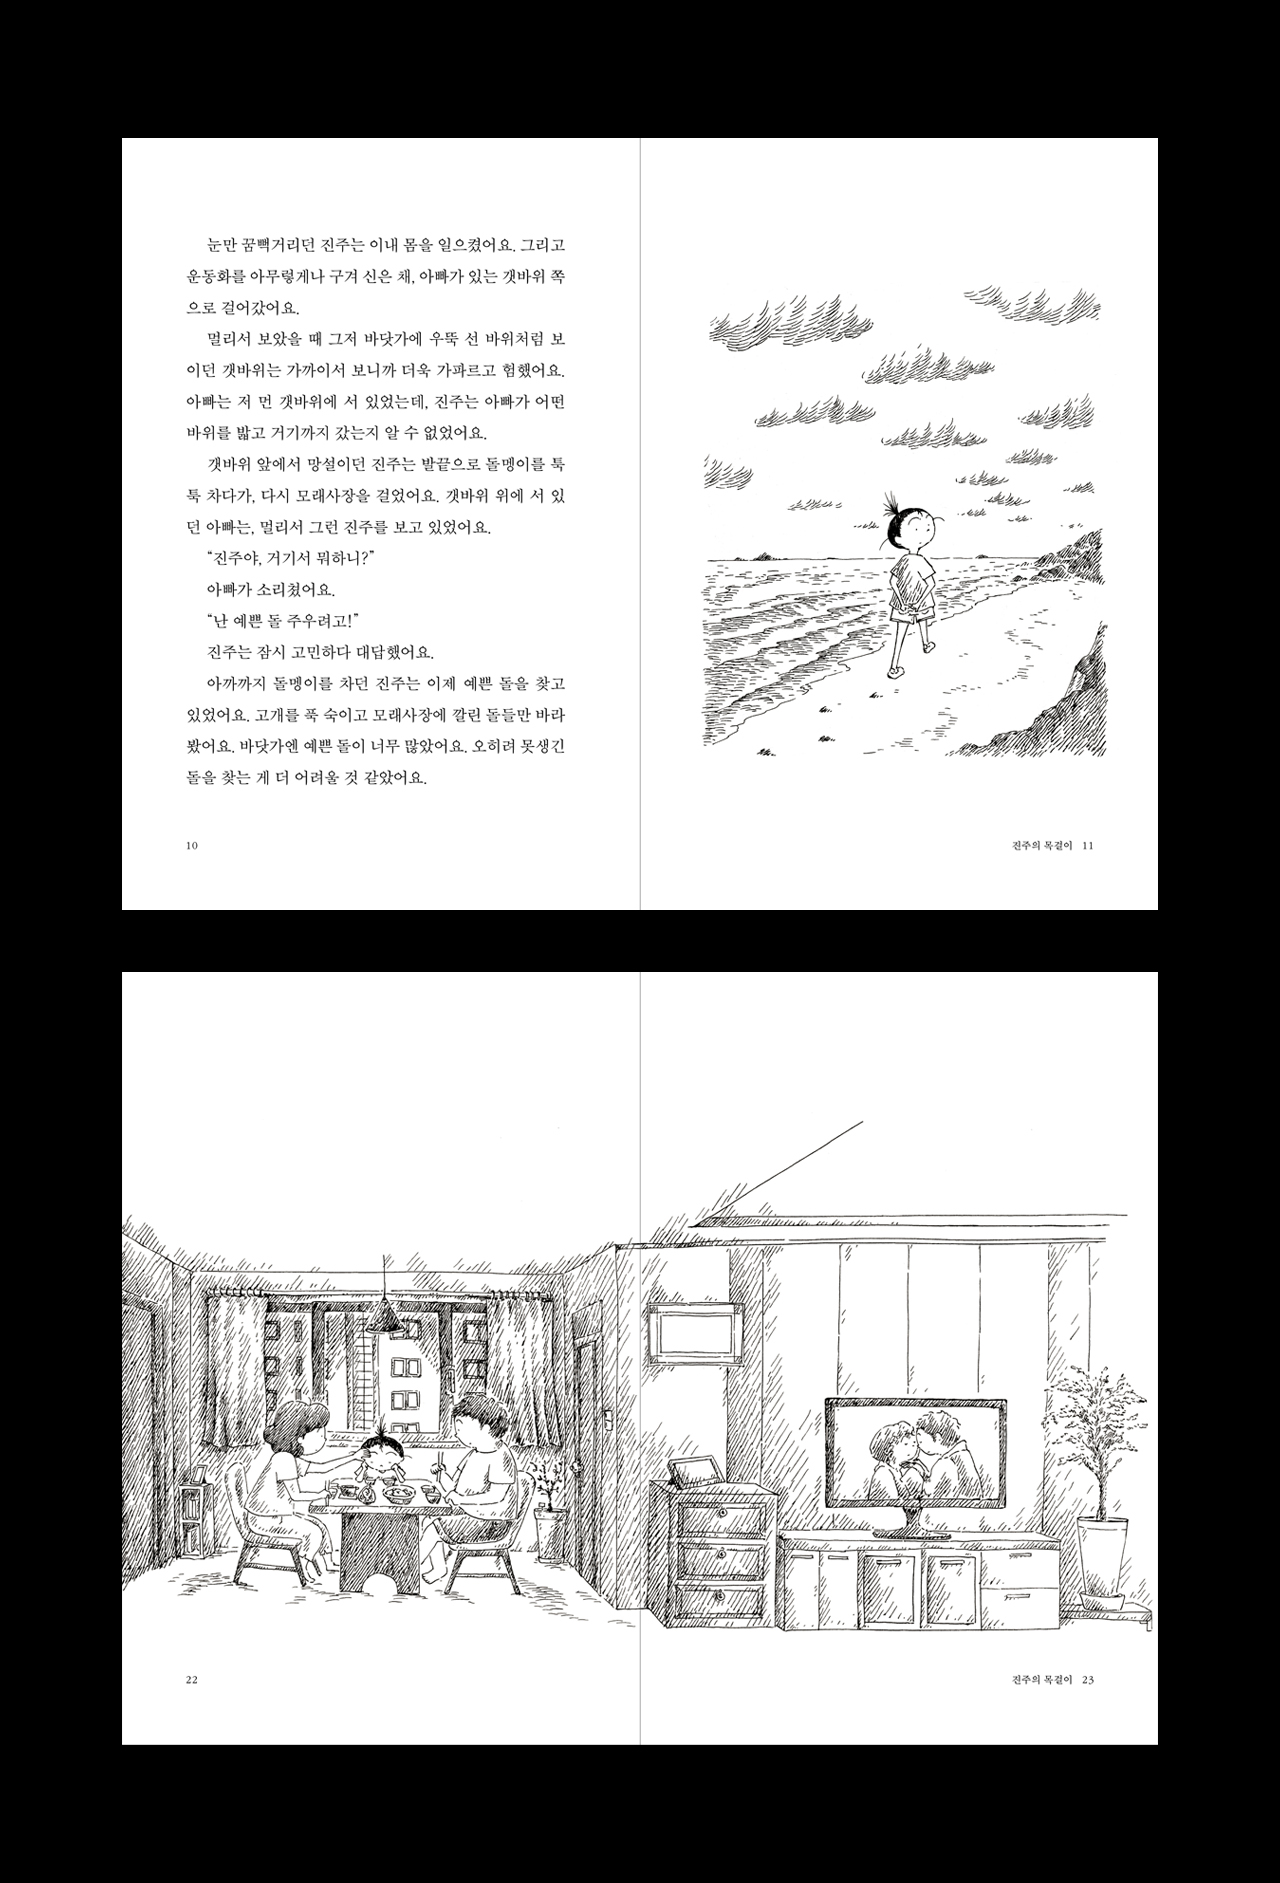 눈만 꿈뻑거리던 진주는 이내 몸을 일으켰어요. 그리고
운동화를 아무렇게나 구겨 신은 채, 아빠가 있는 갯바위 쪽
으로 걸어갔어요.
멀리서 보았을 때 그저 바닷가에 우뚝 선 바위처럼 보
이던 갯바위는 가까이서 보니까 더욱 가파르고 험했어요.
아빠는 저 먼 갯바위에 서 있었는데, 진주는 아빠가 어떤
바위를 밟고 거기까지 갔는지 알 수 없었어요.
갯바위 앞에서 망설이던 진주는 발끝으로 돌멩이를 툭
툭 차다가, 다시 모래사장을 걸었어요. 갯바위 위에 서 있
던 아빠는, 멀리서 그런 진주를 보고 있었어요.
“진주야, 거기서 뭐하니?”
아빠가 소리쳤어요.
“난 예쁜 돌 주우려고!”
진주는 잠시 고민하다 대답했어요.
아까까지 돌멩이를 차던 진주는 이제 예쁜 돌을 찾고
있었어요. 고개를 푹 숙이고 모래사장에 깔린 돌들만 바라
봤어요. 바닷가엔 예쁜 돌이 너무 많았어요. 오히려 못생긴
돌을 찾는 게 더 어려울 것 같았어요.
10
진주의 목걸이 11
22
진주의 목걸이 23